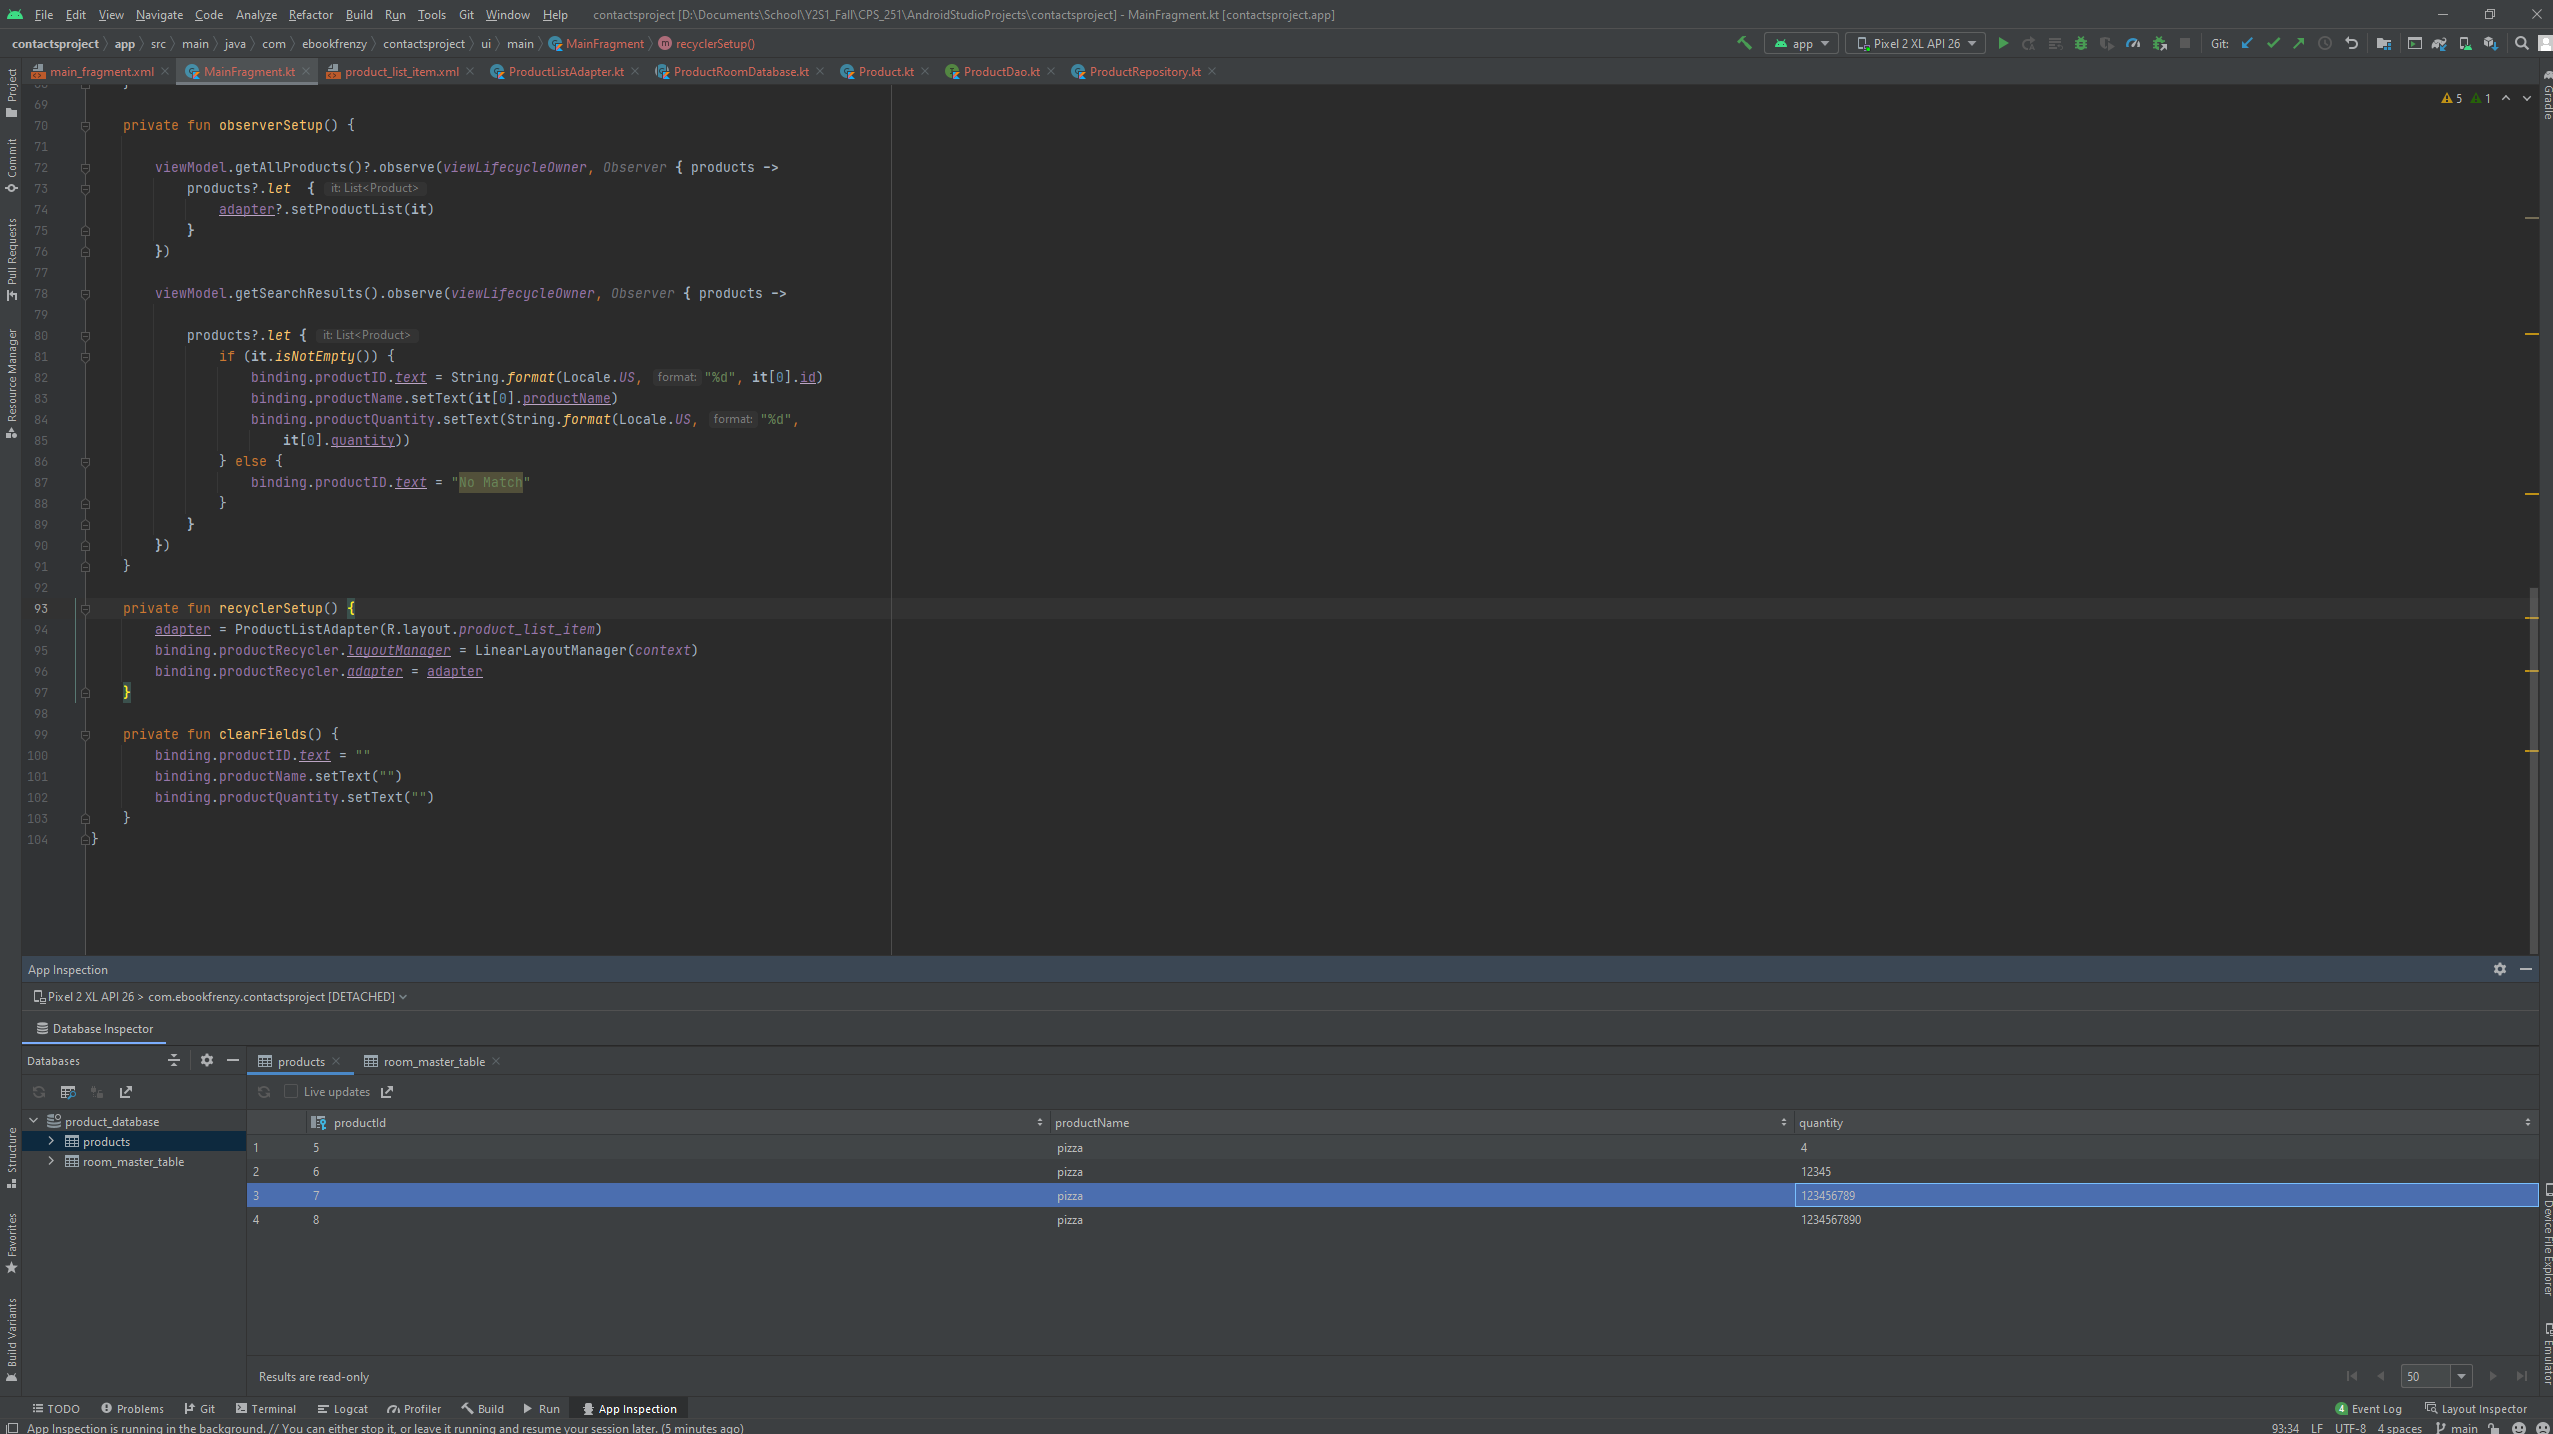 File Edit View Navigate Code Analyze Refactor Build Run Tools Git Window Help contactsproject [D:\Documents\School\Y2S1_Fall\CPS_251\AndroidStudioProjects\contactsproject] - MainFragment.kt [contactsproject.app]
contactsproject app src main java com ebookfrenzy contactsproject ui main MainFragment recyclerSetup() app Pixel 2 XL API 26 Git:
main_fragment.xml MainFragment.kt product_list_item.xml ProductListAdapter.kt ProductRoomDatabase.kt Product.kt ProductDao.kt ProductRepository.kt
Project
Commit
Pull Requests
Resource Manager
Structure
Favorites
Build Variants
Gradle
Device File Explorer
Emulator
5 1
68 }
69
70 private fun observerSetup() {
71
72 viewModel.getAllProducts()?.observe(viewLifecycleOwner, Observer { products ->
73 products?.let { it: List<Product>
74 adapter?.setProductList(it)
75 }
76 })
77
78 viewModel.getSearchResults().observe(viewLifecycleOwner, Observer { products ->
79
80 products?.let { it: List<Product>
81 if (it.isNotEmpty()) {
82 binding.productID.text = String.format(Locale.US, format: "%d", it[0].id)
83 binding.productName.setText(it[0].productName)
84 binding.productQuantity.setText(String.format(Locale.US, format: "%d",
85 it[0].quantity))
86 } else {
87 binding.productID.text = "No Match"
88 }
89 }
90 })
91 }
92
93 private fun recyclerSetup() {
94 adapter = ProductListAdapter(R.layout.product_list_item)
95 binding.productRecycler.layoutManager = LinearLayoutManager(context)
96 binding.productRecycler.adapter = adapter
97 }
98
99 private fun clearFields() {
100 binding.productID.text = ""
101 binding.productName.setText("")
102 binding.productQuantity.setText("")
103 }
104 }
App Inspection
Pixel 2 XL API 26 > com.ebookfrenzy.contactsproject [DETACHED]
Database Inspector
Databases
product_database
products
room_master_table
products room_master_table
Live updates
productId productName quantity
1 5 pizza 4
2 6 pizza 12345
3 7 pizza 123456789
4 8 pizza 1234567890
Results are read-only 50
TODO Problems Git Terminal Logcat Profiler Build Run App Inspection 4 Event Log Layout Inspector
App Inspection is running in the background. // You can either stop it, or leave it running and resume your session later. (5 minutes ago) 93:34 LF UTF-8 4 spaces main